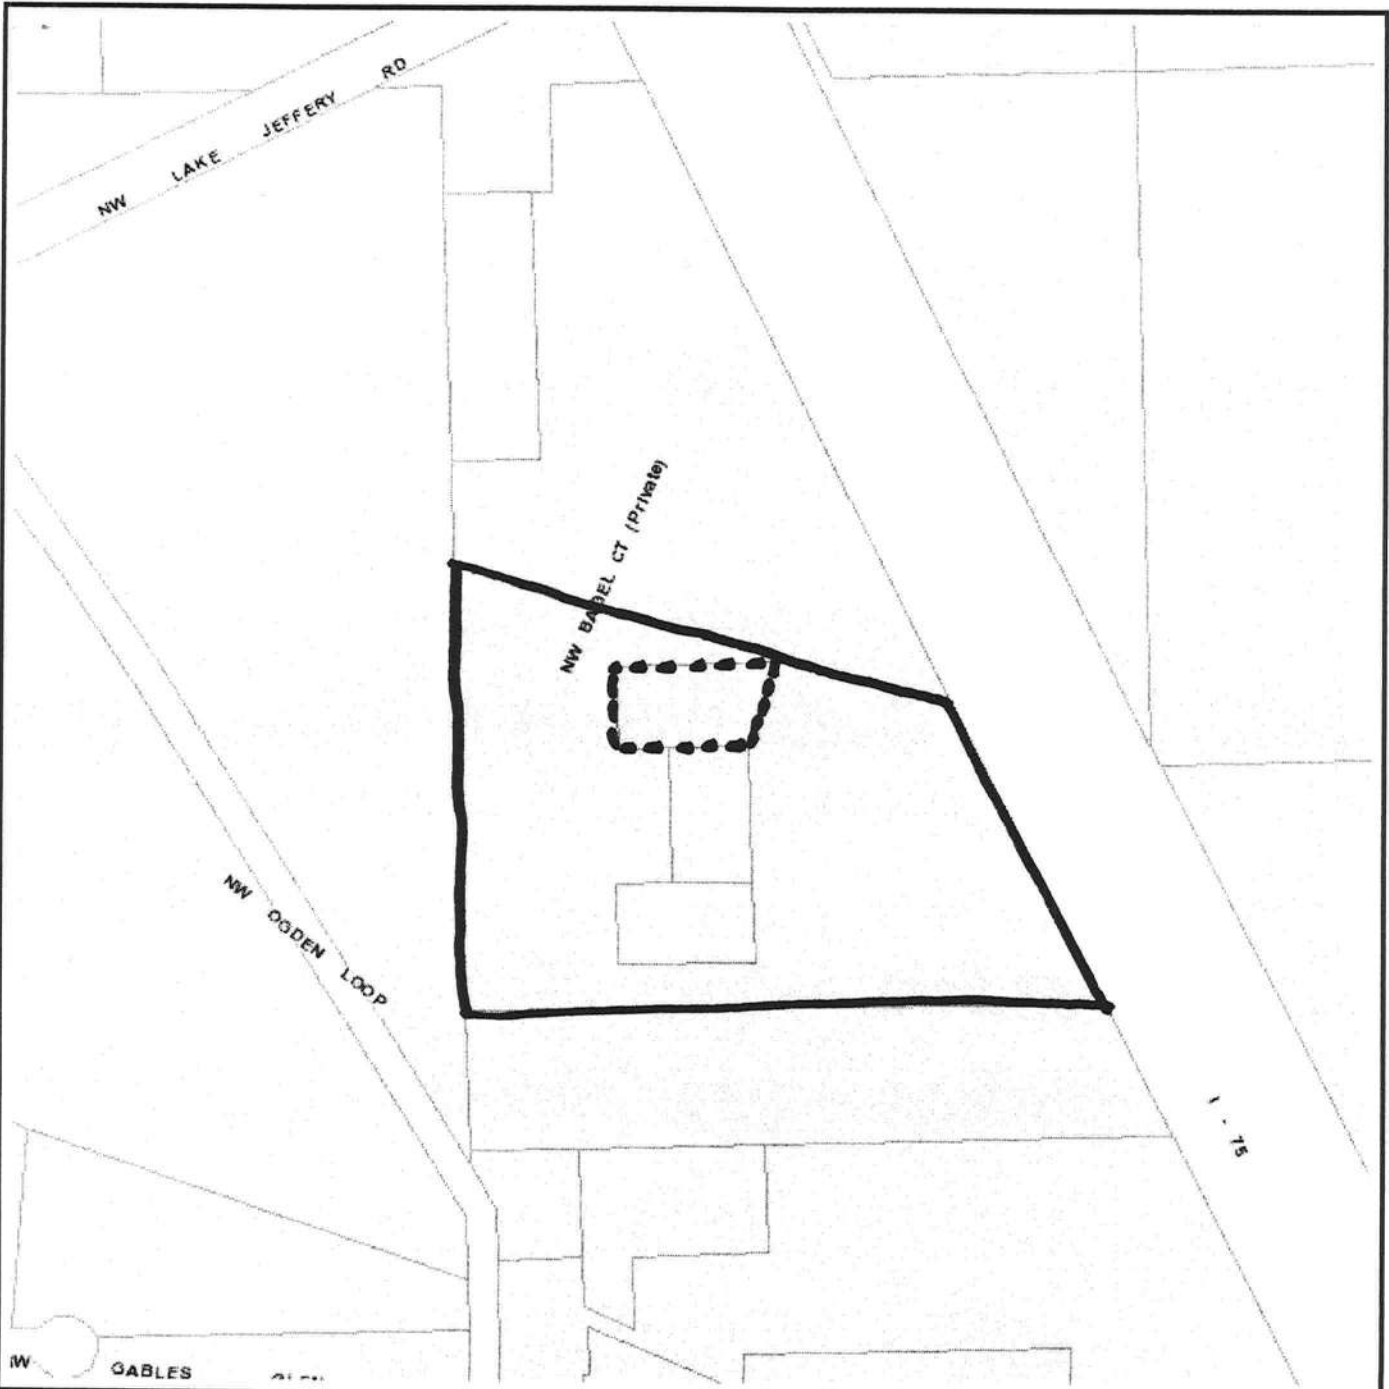 NW LAKE JEFFERY RD
NW BABEL CT (Private)
NW OGDEN LOOP
I - 75
GABLES